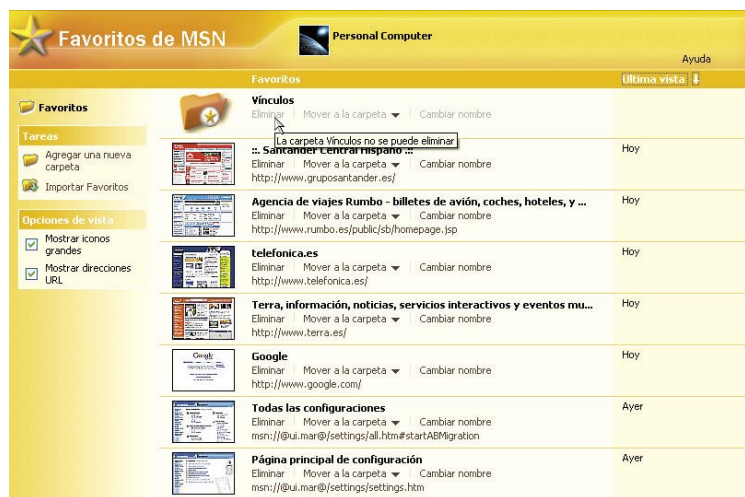 Favoritos de MSN
Personal Computer
Ayuda
Favoritos
Última vista
Favoritos
Tareas
Agregar una nueva
carpeta
Importar Favoritos
Opciones de vista
Mostrar iconos
grandes
Mostrar direcciones
URL
Vínculos
Eliminar Mover a la carpeta Cambiar nombre
La carpeta Vínculos no se puede eliminar
::. Santander Central Hispano .::
Eliminar Mover a la carpeta Cambiar nombre
http://www.gruposantander.es/
Hoy
Agencia de viajes Rumbo - billetes de avión, coches, hoteles, y ...
Eliminar Mover a la carpeta Cambiar nombre
http://www.rumbo.es/public/sb/homepage.jsp
Hoy
telefonica.es
Eliminar Mover a la carpeta Cambiar nombre
http://www.telefonica.es/
Hoy
Terra, información, noticias, servicios interactivos y eventos mu...
Eliminar Mover a la carpeta Cambiar nombre
http://www.terra.es/
Hoy
Google
Google
Eliminar Mover a la carpeta Cambiar nombre
http://www.google.com/
Hoy
Todas las configuraciones
Eliminar Mover a la carpeta Cambiar nombre
msn://@ui.mar@/settings/all.htm#startABMigration
Ayer
Página principal de configuración
Eliminar Mover a la carpeta Cambiar nombre
msn://@ui.mar@/settings/settings.htm
Ayer